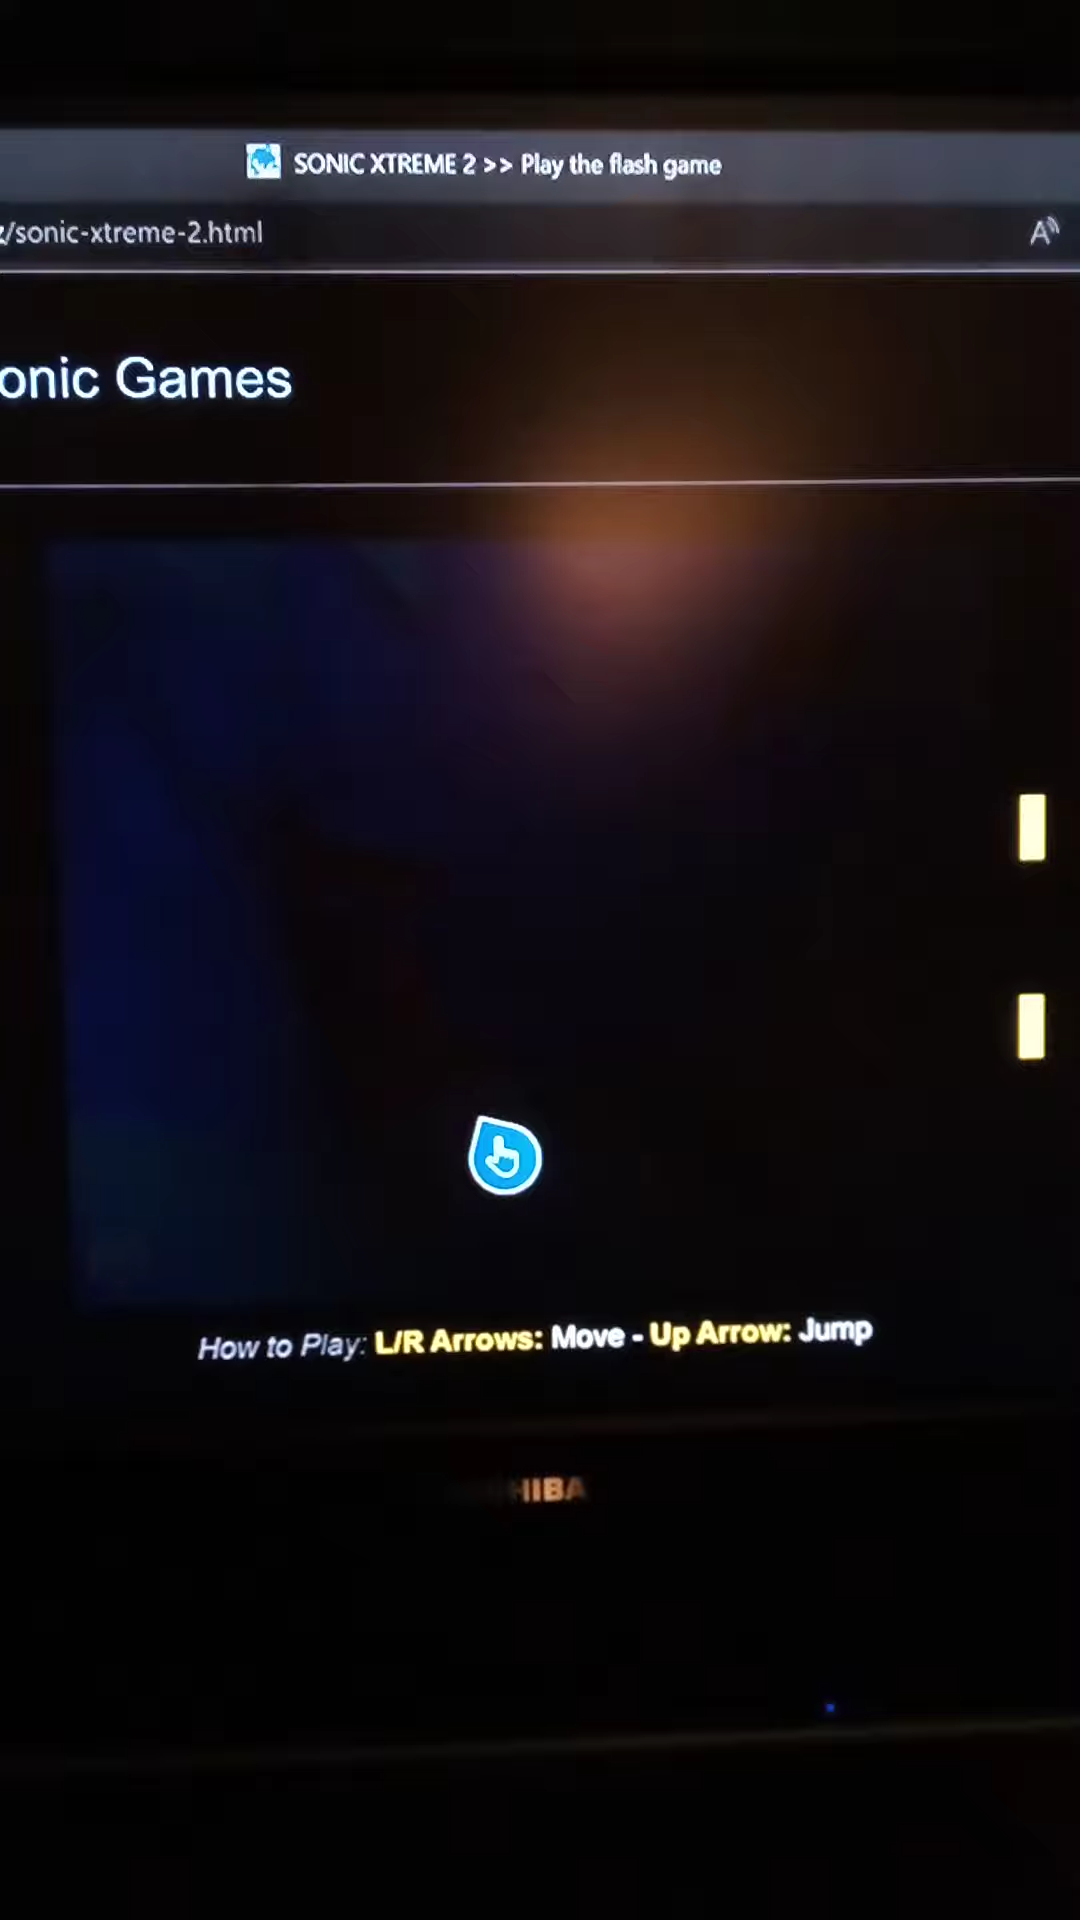 SONIC XTREME 2 >> Play the flash game
/sonic-xtreme-2.html
onic Games
How to Play: L/R Arrows: Move - Up Arrow: Jump
HIBA